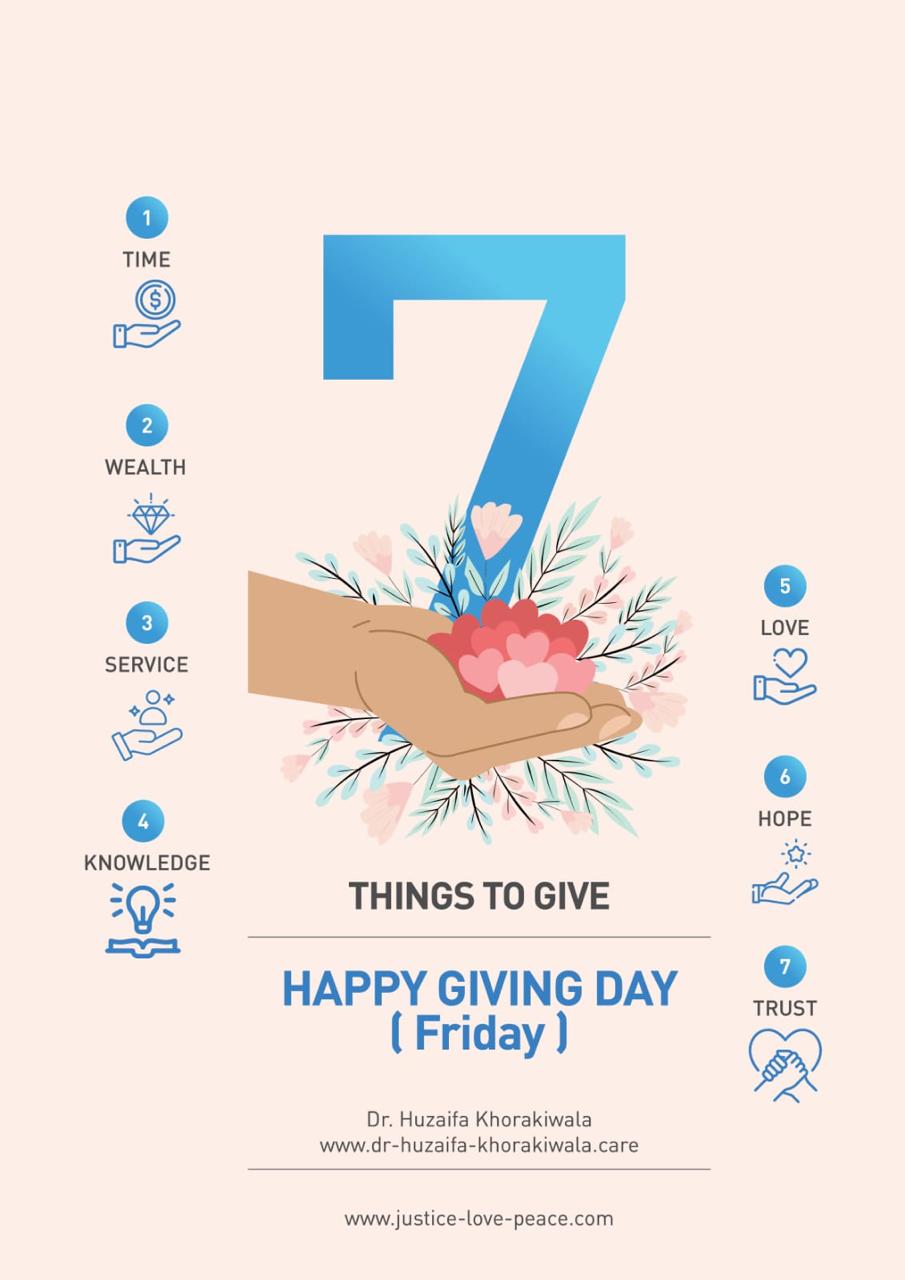 1
TIME
$
2
WEALTH
3
SERVICE
4
KNOWLEDGE
7
5
LOVE
6
HOPE
7
TRUST
THINGS TO GIVE
HAPPY GIVING DAY
( Friday )
Dr. Huzaifa Khorakiwala
www.dr-huzaifa-khorakiwala.care
www.justice-love-peace.com